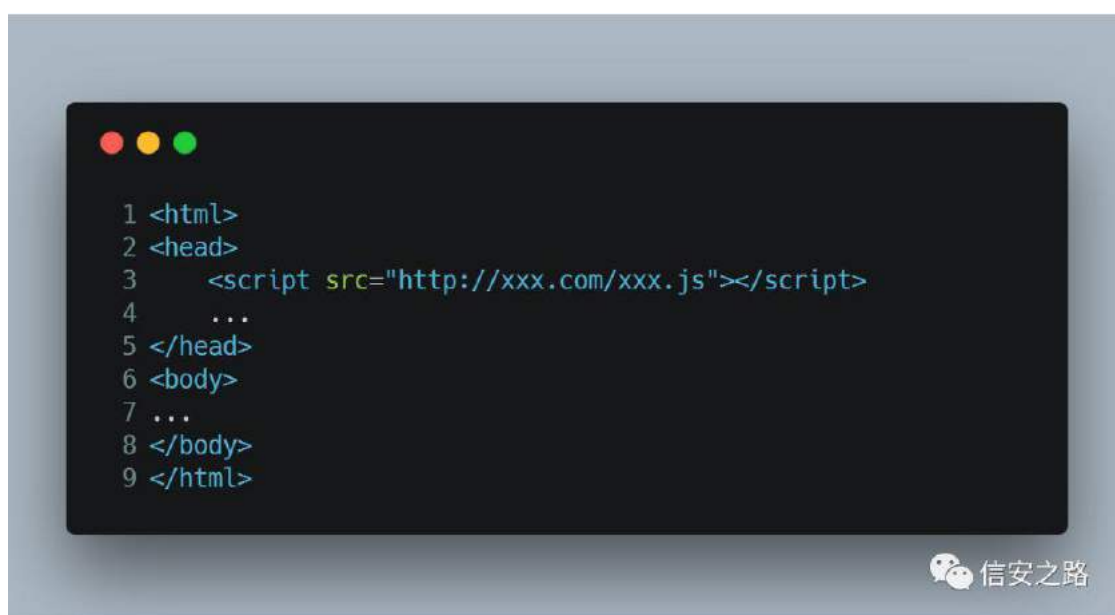 1 <html>
2 <head>
3     <script src="http://xxx.com/xxx.js"></script>
4     ...
5 </head>
6 <body>
7 ...
8 </body>
9 </html>
信安之路